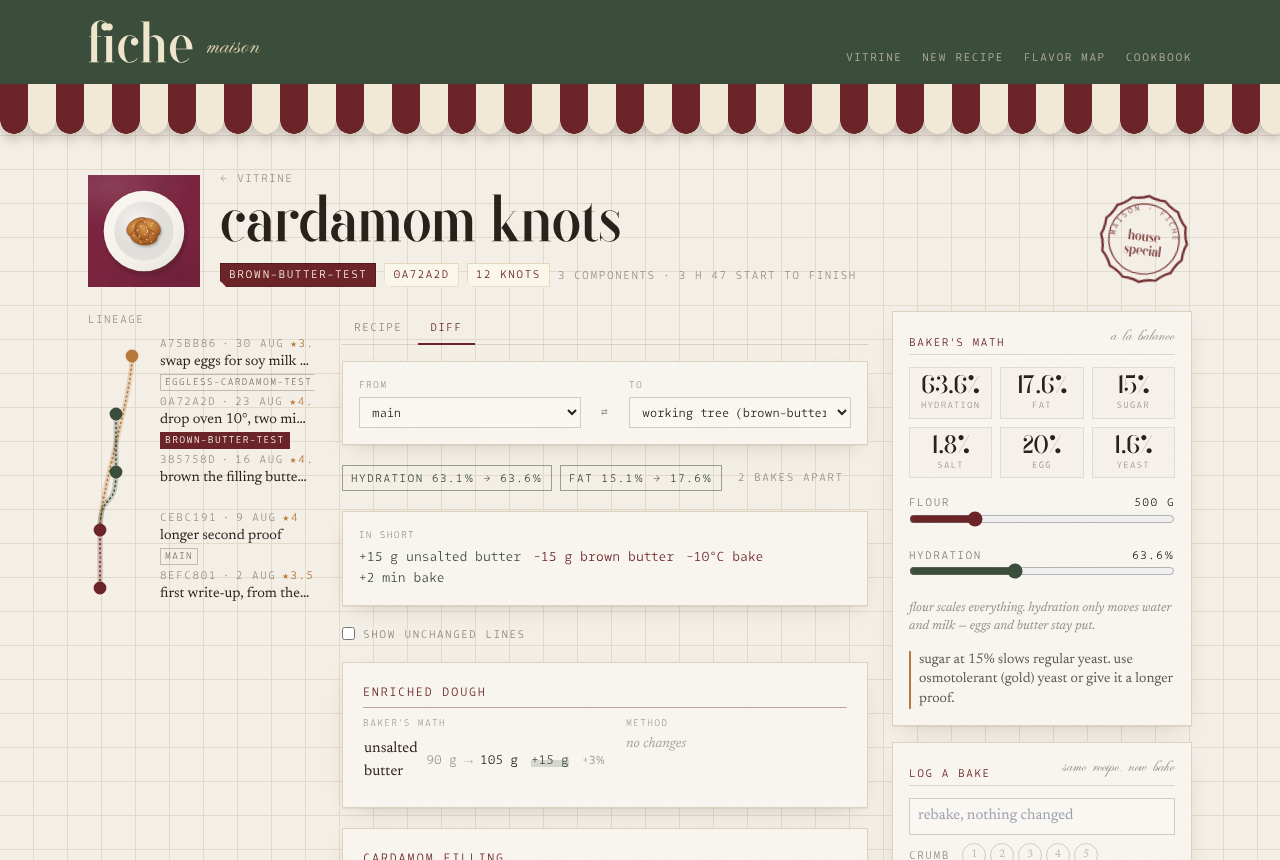 fiche maison
VITRINE NEW RECIPE FLAVOR MAP COOKBOOK
← VITRINE
cardamom knots
BROWN-BUTTER-TEST 0A72A2D 12 KNOTS 3 COMPONENTS · 3 H 47 START TO FINISH
MAISON · FICHE
house
special
LINEAGE
A75BB86 · 30 AUG ★3.
swap eggs for soy milk ...
EGGLESS-CARDAMOM-TEST
0A72A2D · 23 AUG ★4.
drop oven 10°, two mi...
BROWN-BUTTER-TEST
385758D · 16 AUG ★4.
brown the filling butte...
CEBC191 · 9 AUG ★4
longer second proof
MAIN
8EFC801 · 2 AUG ★3.5
first write-up, from the...
RECIPE DIFF
FROM TO
main ⇄ working tree (brown-butter
HYDRATION 63.1% → 63.6% FAT 15.1% → 17.6% 2 BAKES APART
IN SHORT
+15 g unsalted butter −15 g brown butter −10°C bake
+2 min bake
SHOW UNCHANGED LINES
ENRICHED DOUGH
BAKER'S MATH METHOD
unsalted
butter 90 g → 105 g +15 g +3%
no changes
CARDAMOM FILLING
BAKER'S MATH a la balance
63.6% 17.6% 15%
HYDRATION FAT SUGAR
1.8% 20% 1.6%
SALT EGG YEAST
FLOUR 500 G
HYDRATION 63.6%
flour scales everything. hydration only moves water
and milk — eggs and butter stay put.
sugar at 15% slows regular yeast. use
osmotolerant (gold) yeast or give it a longer
proof.
LOG A BAKE same recipe, new bake
rebake, nothing changed
CRUMB 1 2 3 4 5